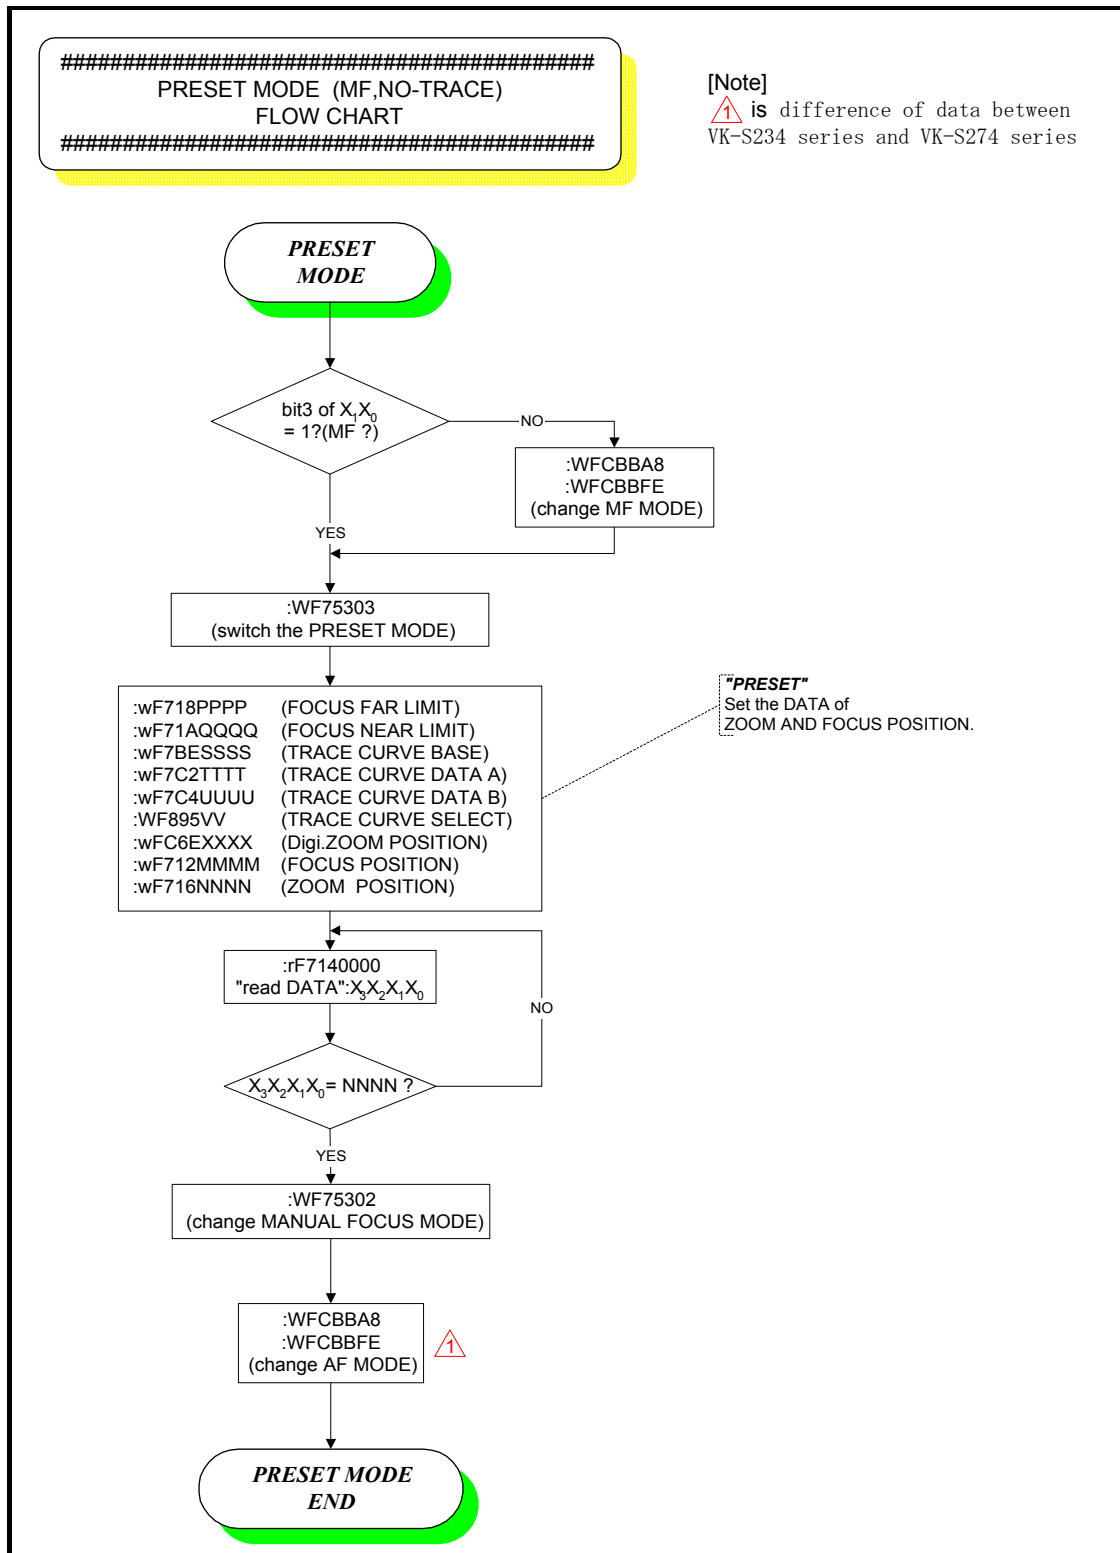 ###########################################
PRESET MODE (MF,NO-TRACE)
FLOW CHART
###########################################
[Note]
1 is difference of data between
VK-S234 series and VK-S274 series
PRESET
MODE
bit3 of X1X0
= 1?(MF ?)
NO
:WFCBBA8
:WFCBBFE
(change MF MODE)
YES
:WF75303
(switch the PRESET MODE)
:wF718PPPP (FOCUS FAR LIMIT)
:wF71AQQQQ (FOCUS NEAR LIMIT)
:wF7BESSSS (TRACE CURVE BASE)
:wF7C2TTTT (TRACE CURVE DATA A)
:wF7C4UUUU (TRACE CURVE DATA B)
:WF895VV (TRACE CURVE SELECT)
:wFC6EXXXX (Digi.ZOOM POSITION)
:wF712MMMM (FOCUS POSITION)
:wF716NNNN (ZOOM POSITION)
"PRESET"
Set the DATA of
ZOOM AND FOCUS POSITION.
:rF7140000
"read DATA":X3X2X1X0
NO
X3X2X1X0= NNNN ?
YES
:WF75302
(change MANUAL FOCUS MODE)
:WFCBBA8
:WFCBBFE
(change AF MODE)
1
PRESET MODE
END